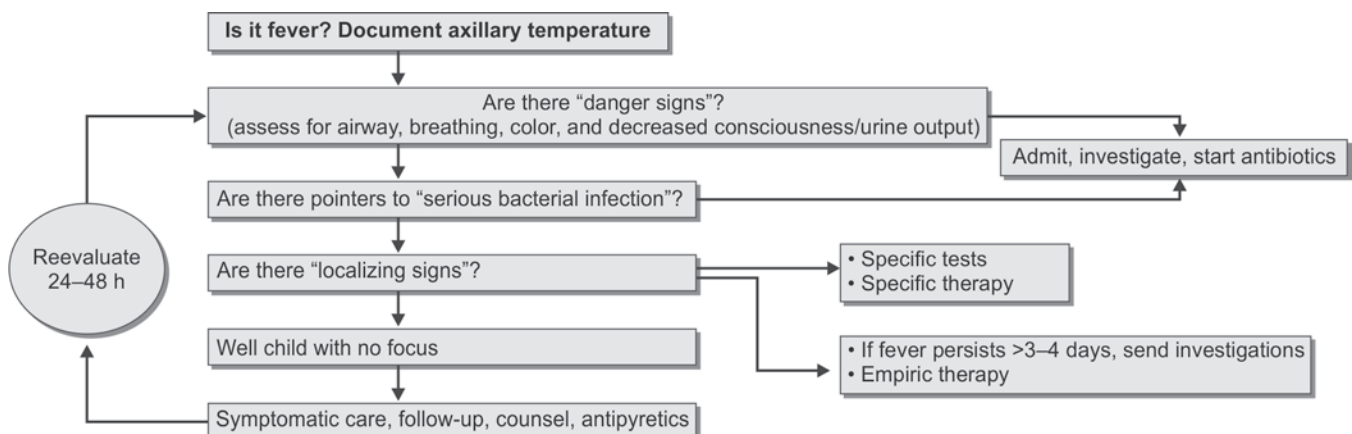 Is it fever? Document axillary temperature
Are there “danger signs”?
(assess for airway, breathing, color, and decreased consciousness/urine output)
Admit, investigate, start antibiotics
Are there pointers to “serious bacterial infection”?
Reevaluate
24–48 h
Are there “localizing signs”?
• Specific tests
• Specific therapy
Well child with no focus
• If fever persists >3–4 days, send investigations
• Empiric therapy
Symptomatic care, follow-up, counsel, antipyretics